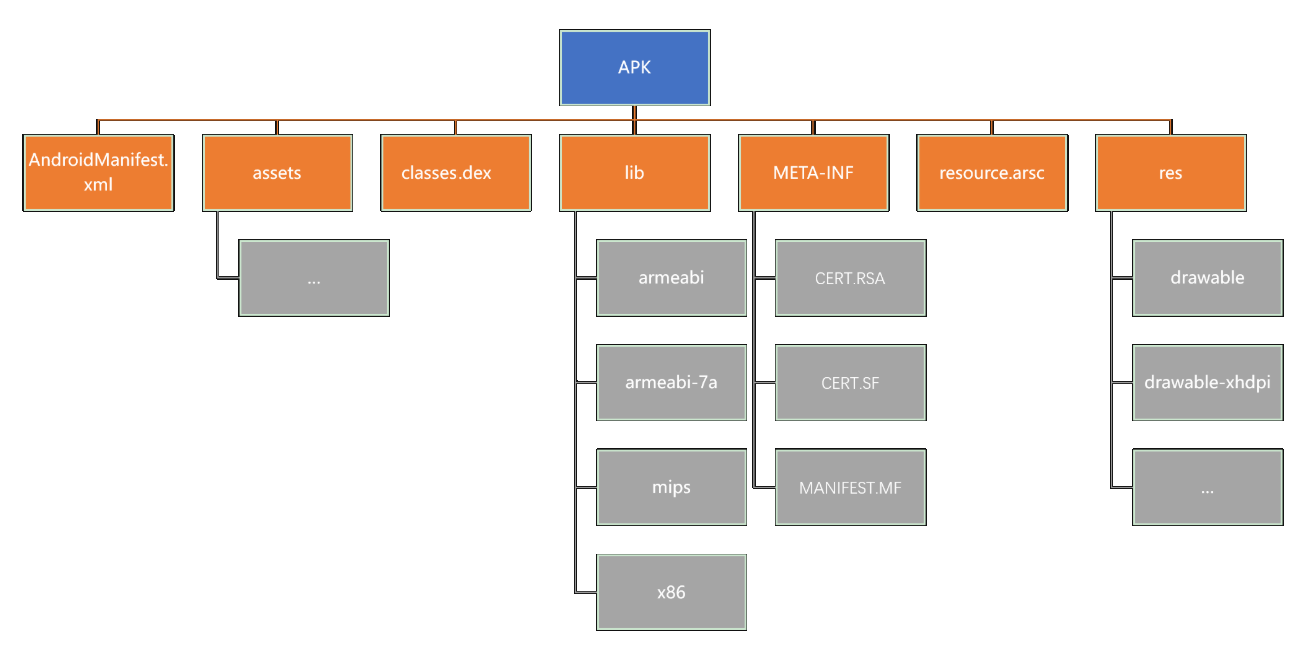 APK
AndroidManifest.
xml
assets
classes.dex
lib
META-INF
resource.arsc
res
...
armeabi
armeabi-7a
mips
x86
CERT.RSA
CERT.SF
MANIFEST.MF
drawable
drawable-xhdpi
...